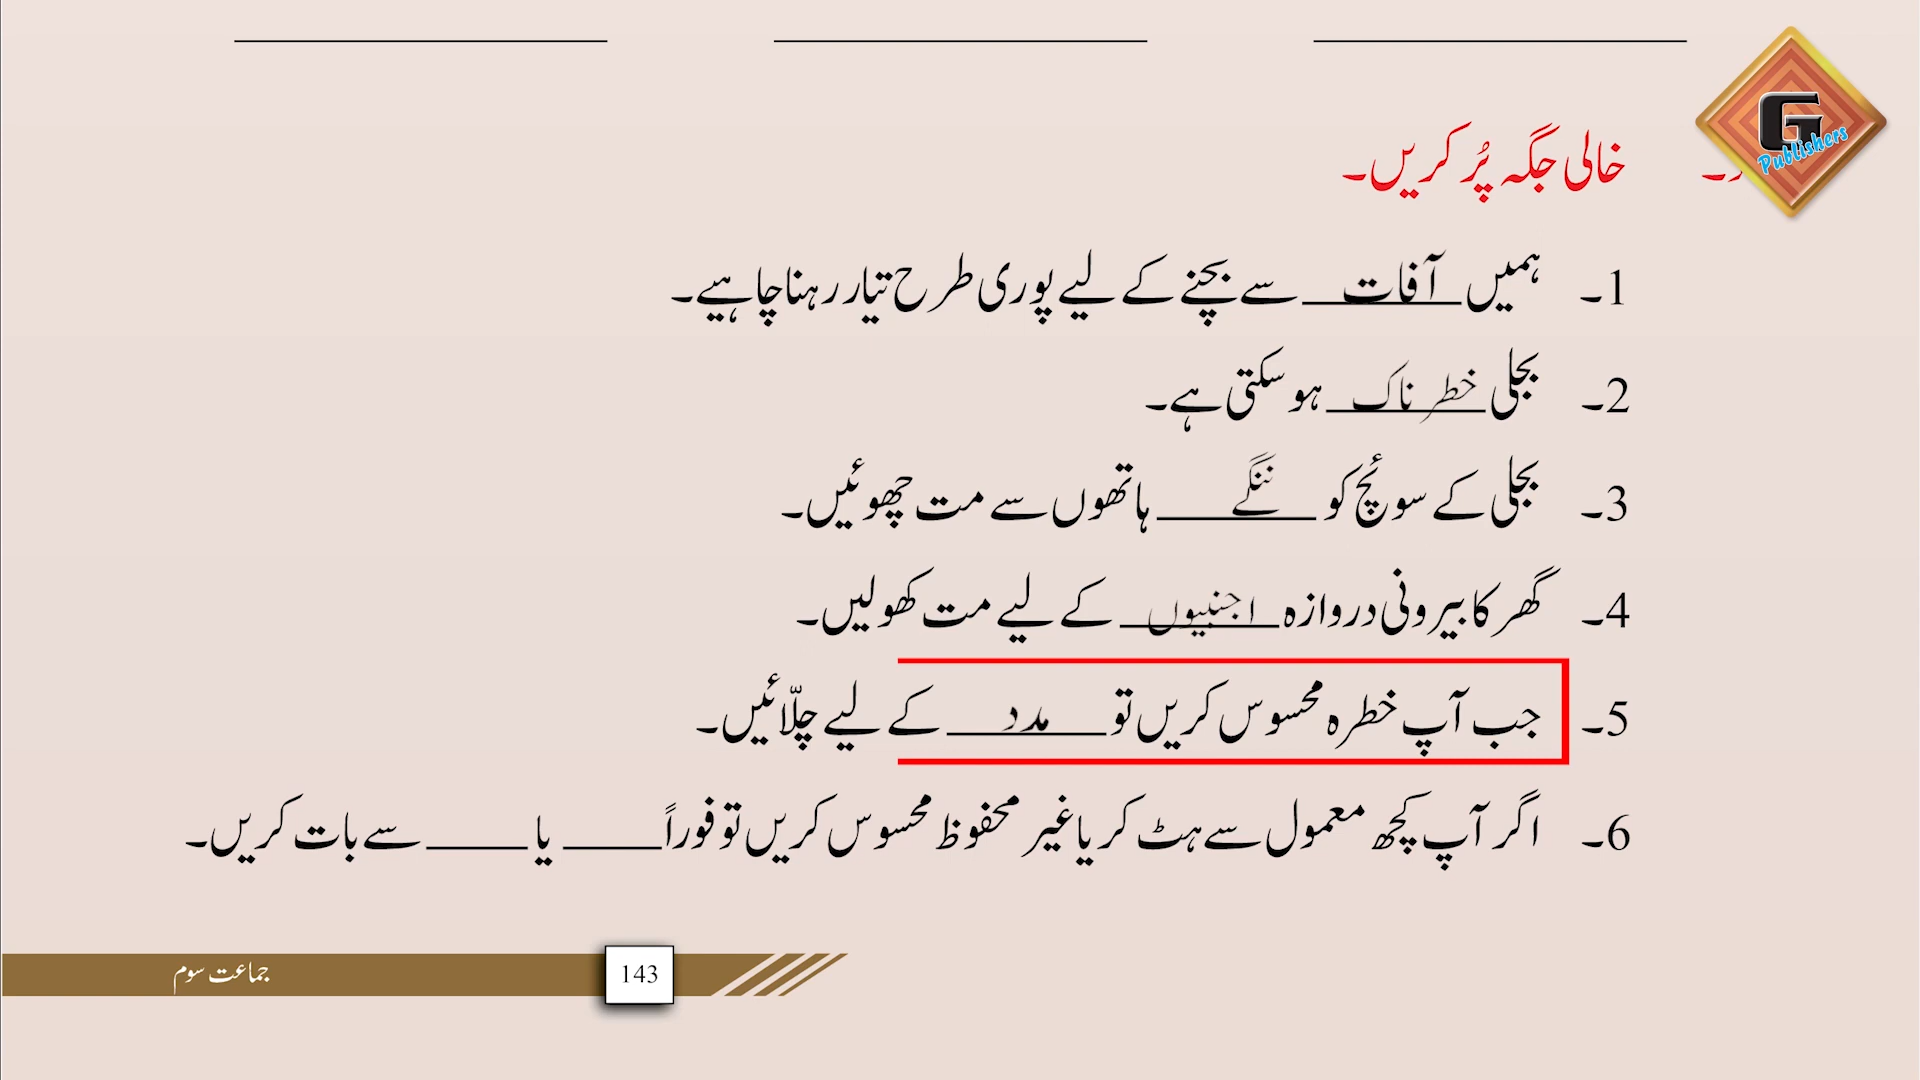 G
Publishers
خالی جگہ پُر کریں۔
1۔ ہمیں آفات سے بچنے کے لیے پوری طرح تیار رہنا چاہیے۔
2۔ بجلی خطرناک ہو سکتی ہے۔
3۔ بجلی کے سوئچ کو ننگے ہاتھوں سے مت چھوئیں۔
4۔ گھر کا بیرونی دروازہ اجنبیوں کے لیے مت کھولیں۔
5۔ جب آپ خطرہ محسوس کریں تو مدد کے لیے چلّائیں۔
6۔ اگر آپ کچھ معمول سے ہٹ کر یا غیر محفوظ محسوس کریں تو فوراً ____ یا ____ سے بات کریں۔
جماعت سوم
143